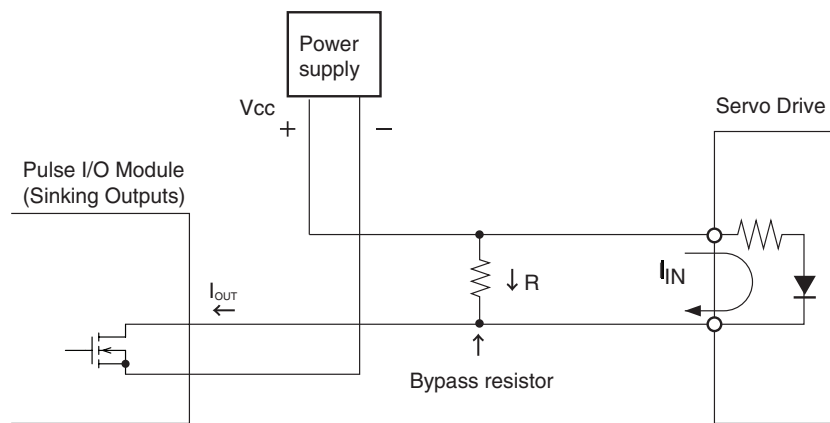 Power
supply
Vcc
+
−
Servo Drive
Pulse I/O Module
(Sinking Outputs)
IOUT
←
↓ R
IIN
↑
Bypass resistor